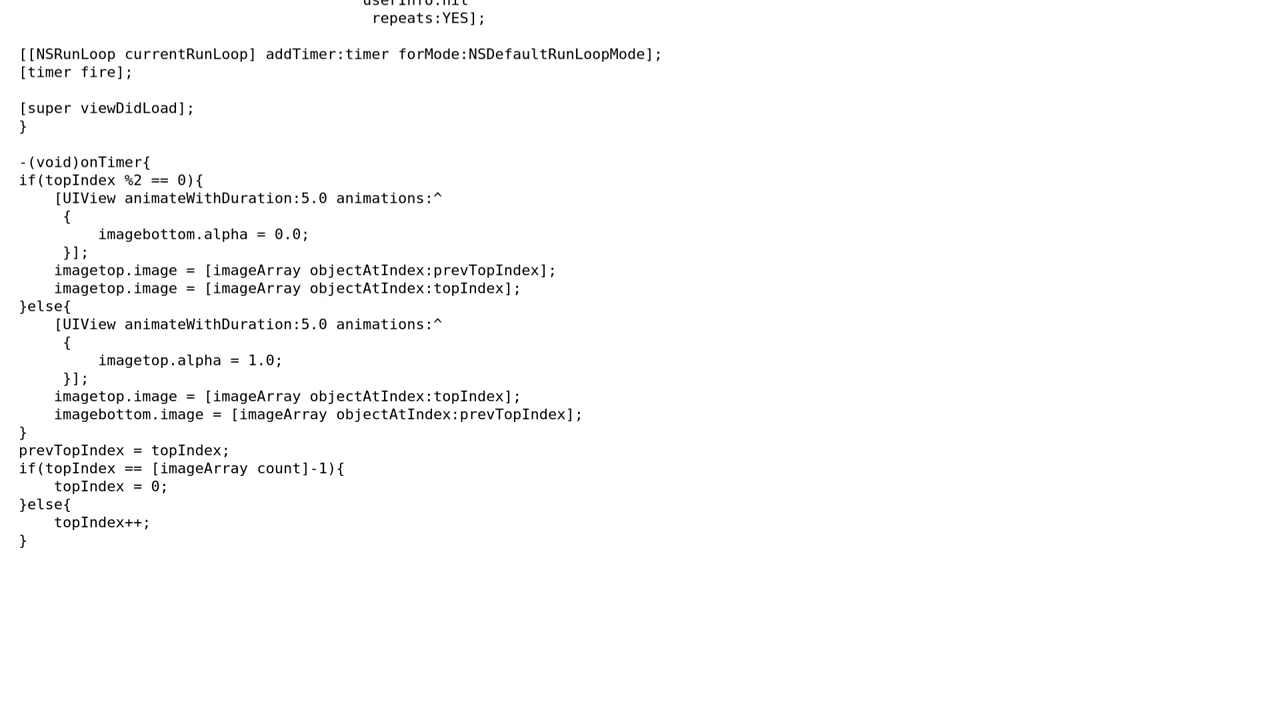 userInfo:nil
repeats:YES];
[[NSRunLoop currentRunLoop] addTimer:timer forMode:NSDefaultRunLoopMode];
[timer fire];
[super viewDidLoad];
}
-(void)onTimer{
if(topIndex %2 == 0){
[UIView animateWithDuration:5.0 animations:^
{
imagebottom.alpha = 0.0;
}];
imagetop.image = [imageArray objectAtIndex:prevTopIndex];
imagetop.image = [imageArray objectAtIndex:topIndex];
}else{
[UIView animateWithDuration:5.0 animations:^
{
imagetop.alpha = 1.0;
}];
imagetop.image = [imageArray objectAtIndex:topIndex];
imagebottom.image = [imageArray objectAtIndex:prevTopIndex];
}
prevTopIndex = topIndex;
if(topIndex == [imageArray count]-1){
topIndex = 0;
}else{
topIndex++;
}